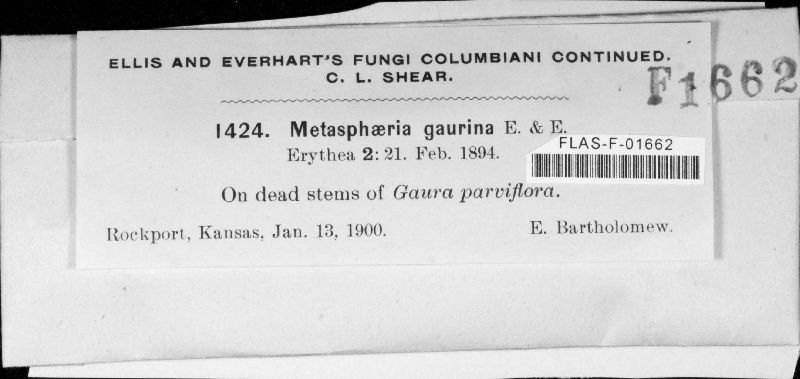 ELLIS AND EVERHART'S FUNGI COLUMBIANI CONTINUED.
C. L. SHEAR.
F1662
1424. Metasphæria gaurina E. & E.
Erythea 2: 21. Feb. 1894.
FLAS-F-01662
On dead stems of Gaura parviflora.
Rockport, Kansas, Jan. 13, 1900. E. Bartholomew.